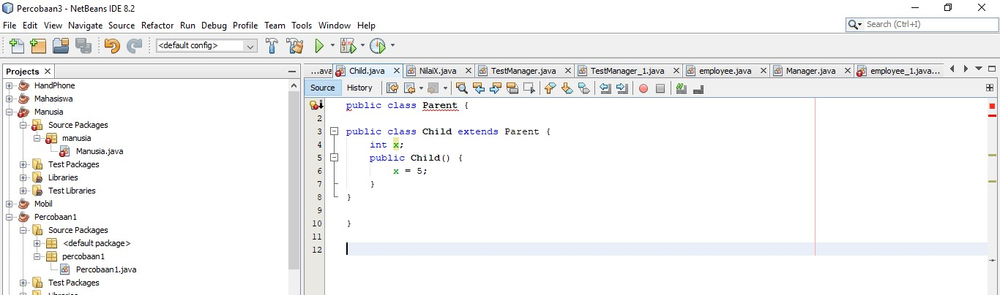 Percobaan3 - NetBeans IDE 8.2
File Edit View Navigate Source Refactor Run Debug Profile Team Tools Window Help
Search (Ctrl+I)
<default config>
Projects
...ava Child.java NilaiX.java TestManager.java TestManager_1.java employee.java Manager.java employee_1.java...
Source History
HandPhone
Mahasiswa
Manusia
Source Packages
manusia
Manusia.java
Test Packages
Libraries
Test Libraries
Mobil
Percobaan1
Source Packages
<default package>
percobaan1
Percobaan1.java
Test Packages
Libraries
public class Parent {
2
3 public class Child extends Parent {
4 int x;
5 public Child() {
6 x = 5;
7 }
8 }
9
10 }
11
12